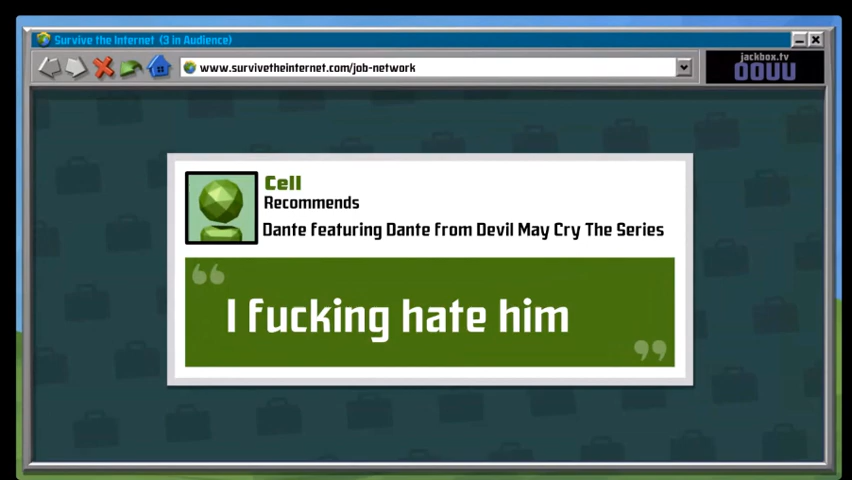 Survive the Internet (3 in Audience)
www.survivetheinternet.com/job-network
jackbox.tv
OOUU
Cell
Recommends
Dante featuring Dante from Devil May Cry The Series
“
I fucking hate him
”